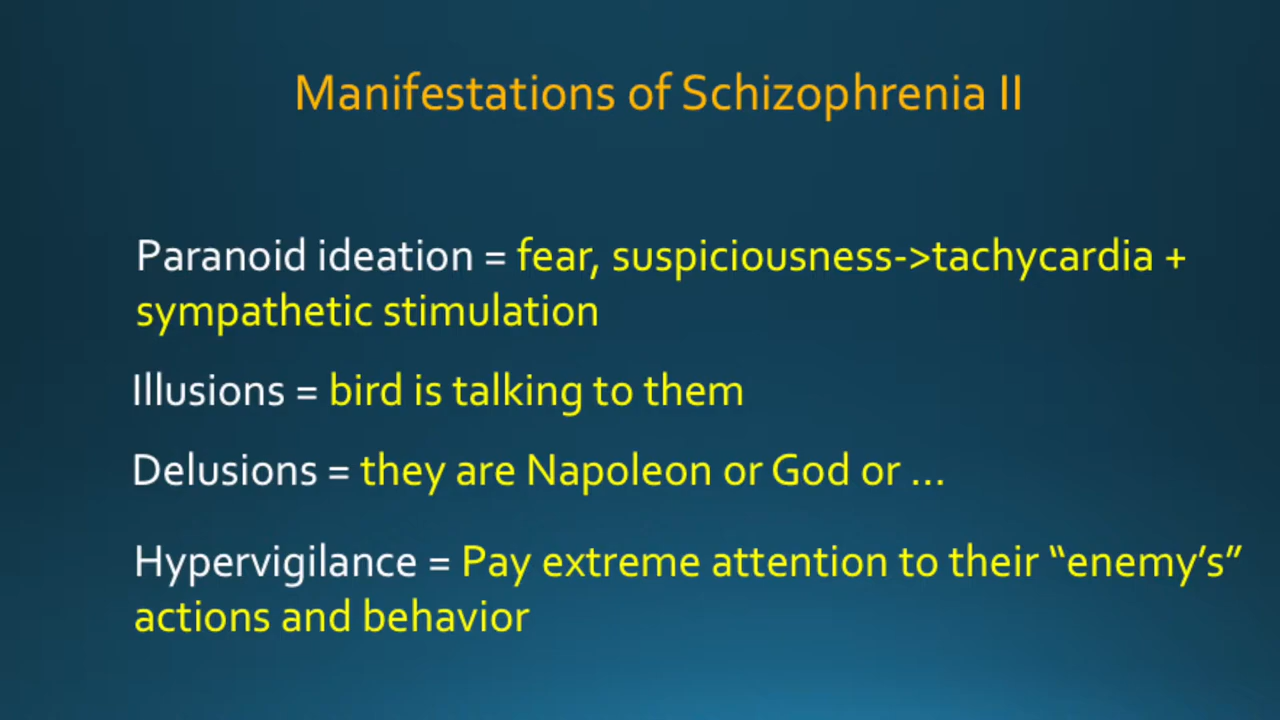 Manifestations of Schizophrenia II
Paranoid ideation = fear, suspiciousness->tachycardia +
sympathetic stimulation
Illusions = bird is talking to them
Delusions = they are Napoleon or God or ...
Hypervigilance = Pay extreme attention to their “enemy’s”
actions and behavior